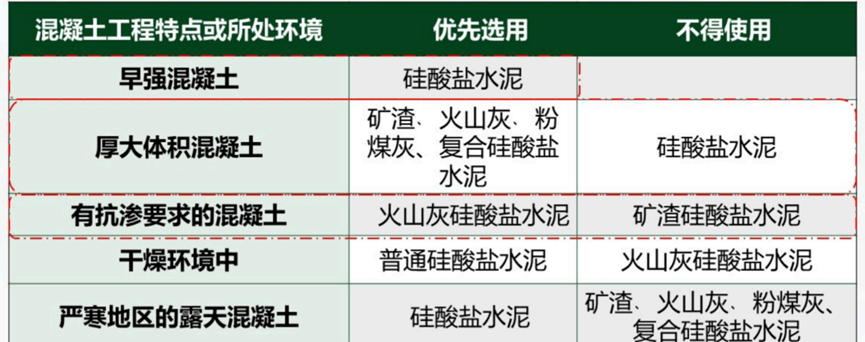 混凝土工程特点或所处环境 优先选用 不得使用
早强混凝土 硅酸盐水泥
厚大体积混凝土 矿渣、火山灰、粉
煤灰、复合硅酸盐
水泥 硅酸盐水泥
有抗渗要求的混凝土 火山灰硅酸盐水泥 矿渣硅酸盐水泥
干燥环境中 普通硅酸盐水泥 火山灰硅酸盐水泥
严寒地区的露天混凝土 硅酸盐水泥 矿渣、火山灰、粉煤灰、
复合硅酸盐水泥